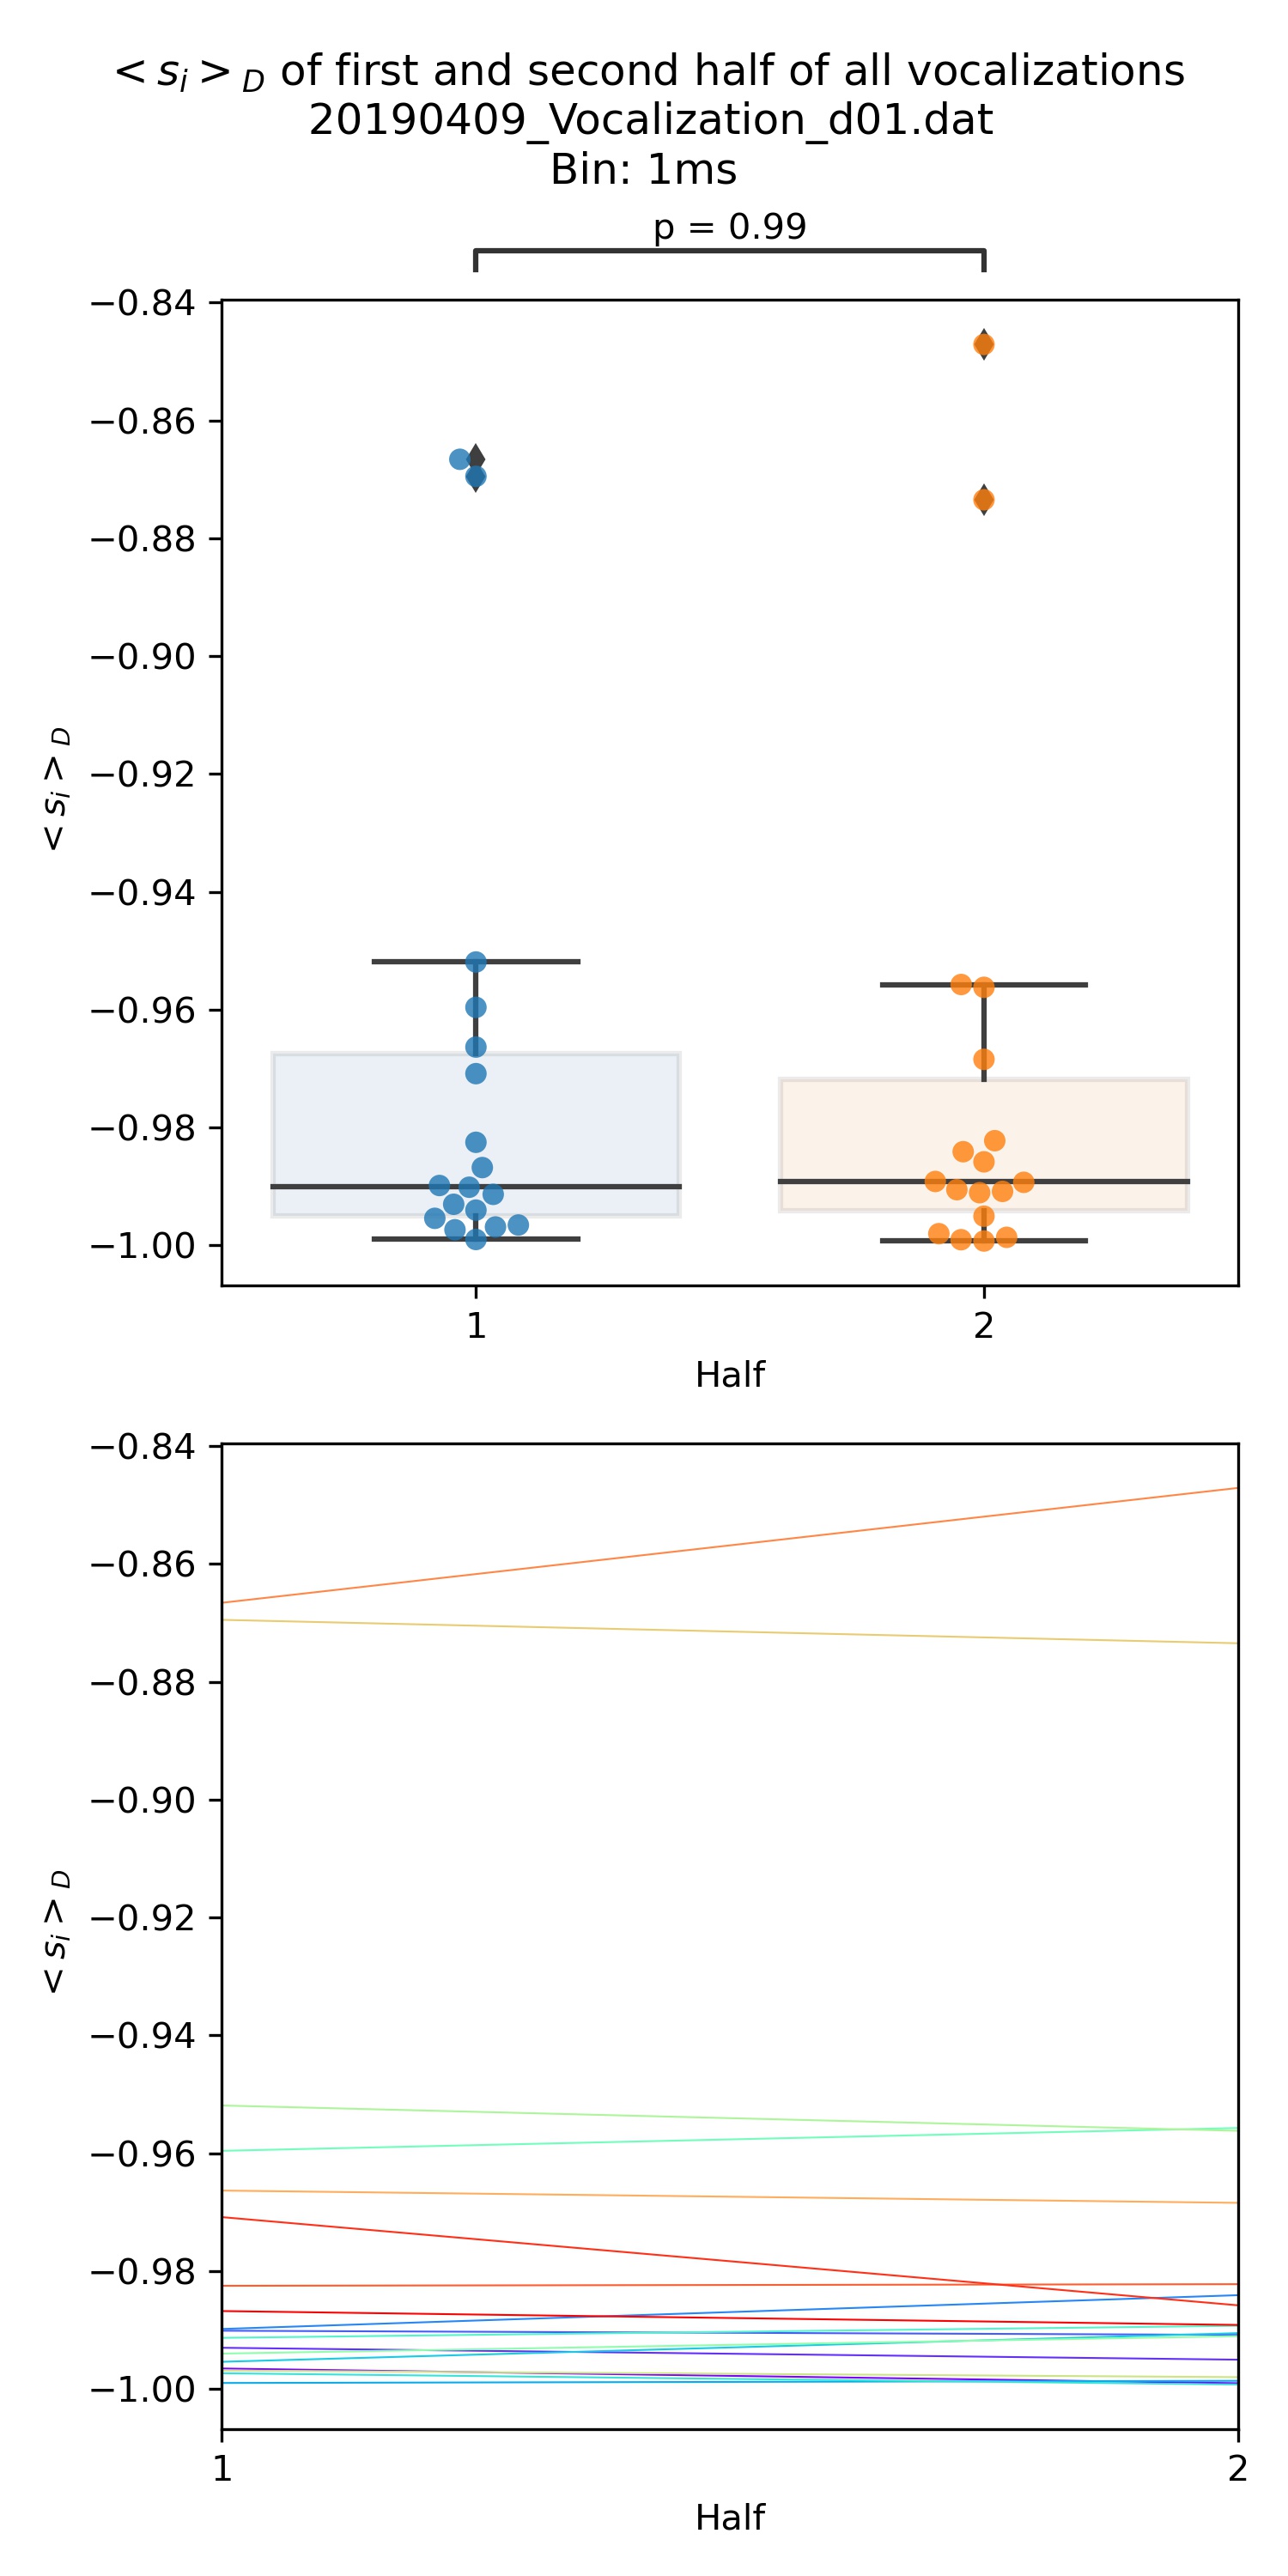 < s_i >_D of first and second half of all vocalizations
20190409_Vocalization_d01.dat
Bin: 1ms
p = 0.99
−0.84
−0.86
−0.88
−0.90
−0.92
−0.94
−0.96
−0.98
−1.00
< s_i >_D
1 2
Half
−0.84
−0.86
−0.88
−0.90
−0.92
−0.94
−0.96
−0.98
−1.00
< s_i >_D
1 2
Half